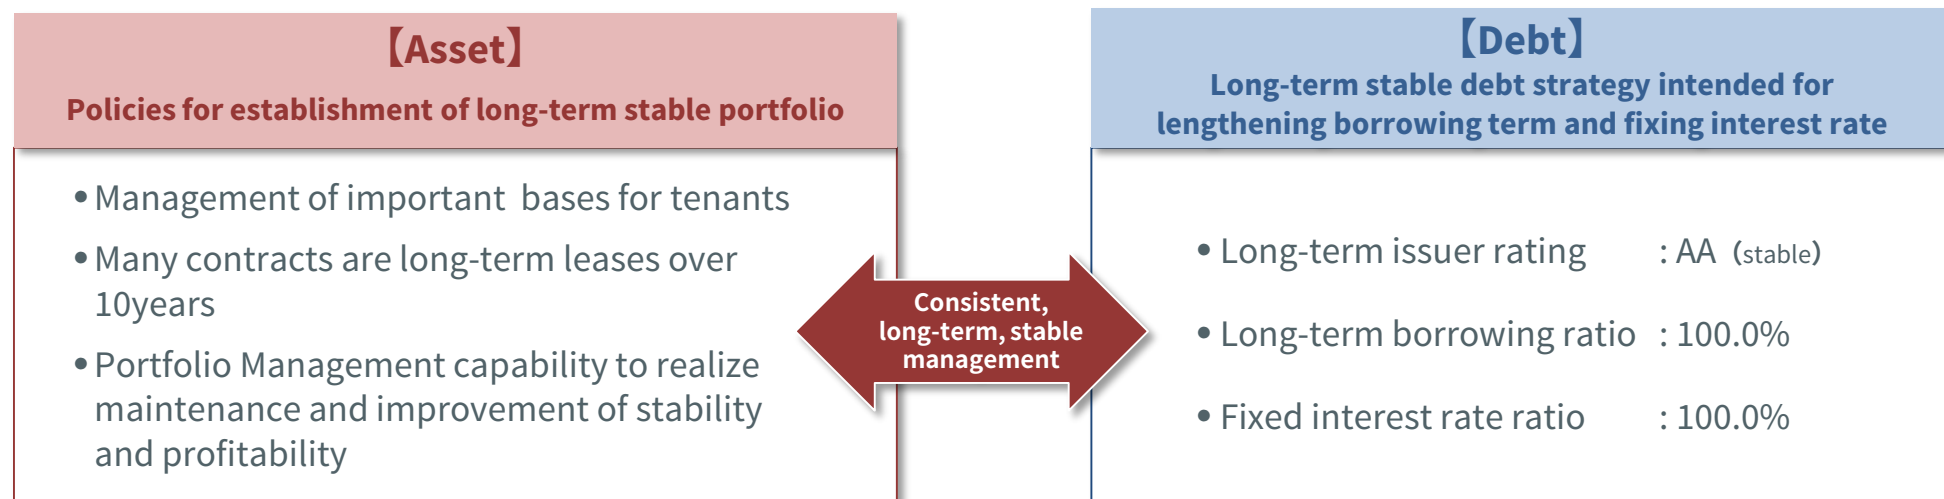 【Asset】
Policies for establishment of long-term stable portfolio
•Management of important bases for tenants
•Many contracts are long-term leases over
10years
•Portfolio Management capability to realize
maintenance and improvement of stability
and profitability
Consistent,
long-term, stable
management
【Debt】
Long-term stable debt strategy intended for
lengthening borrowing term and fixing interest rate
•Long-term issuer rating : AA (stable)
•Long-term borrowing ratio : 100.0%
•Fixed interest rate ratio : 100.0%